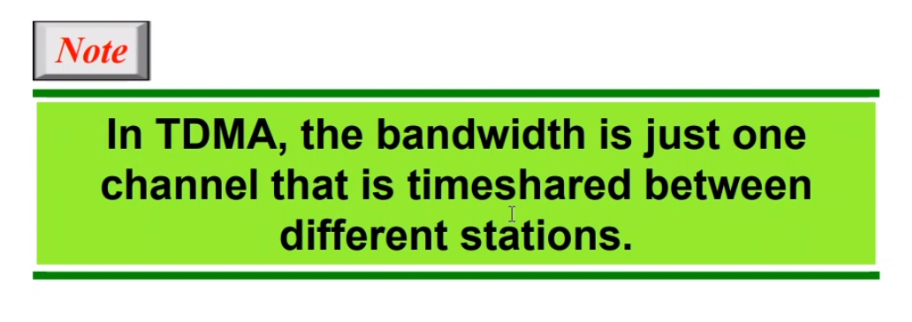 Note
In TDMA, the bandwidth is just one
channel that is timeshared between
different stations.